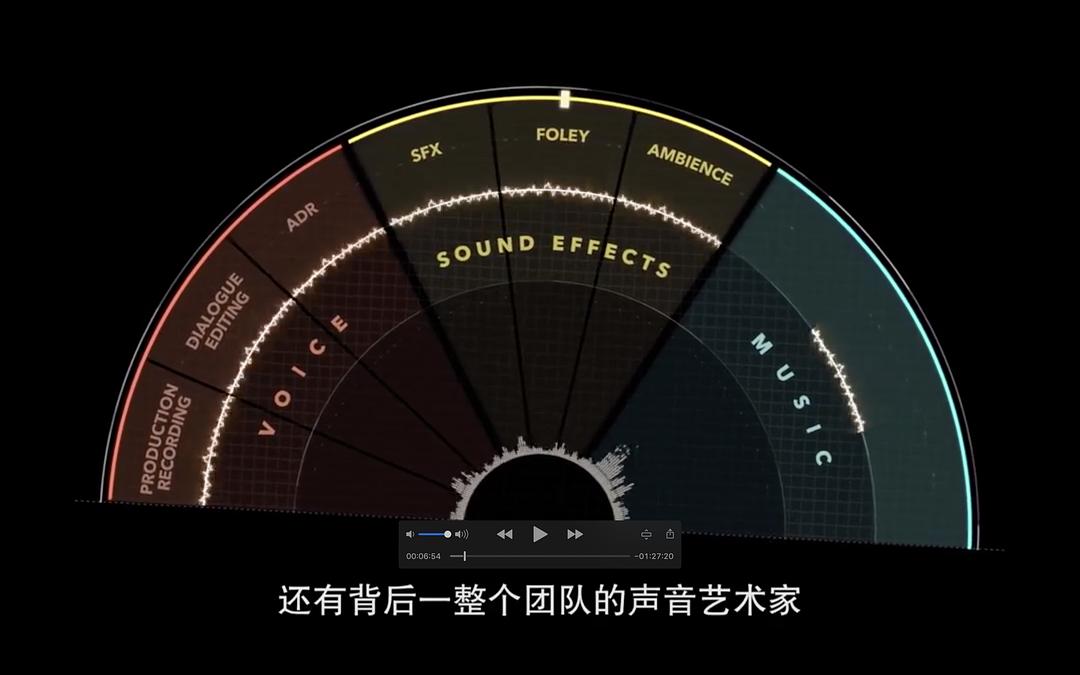 SFX
FOLEY
AMBIENCE
ADR
SOUND EFFECTS
DIALOGUE
EDITING
VOICE
MUSIC
PRODUCTION
RECORDING
00:06:54
-01:27:20
还有背后一整个团队的声音艺术家